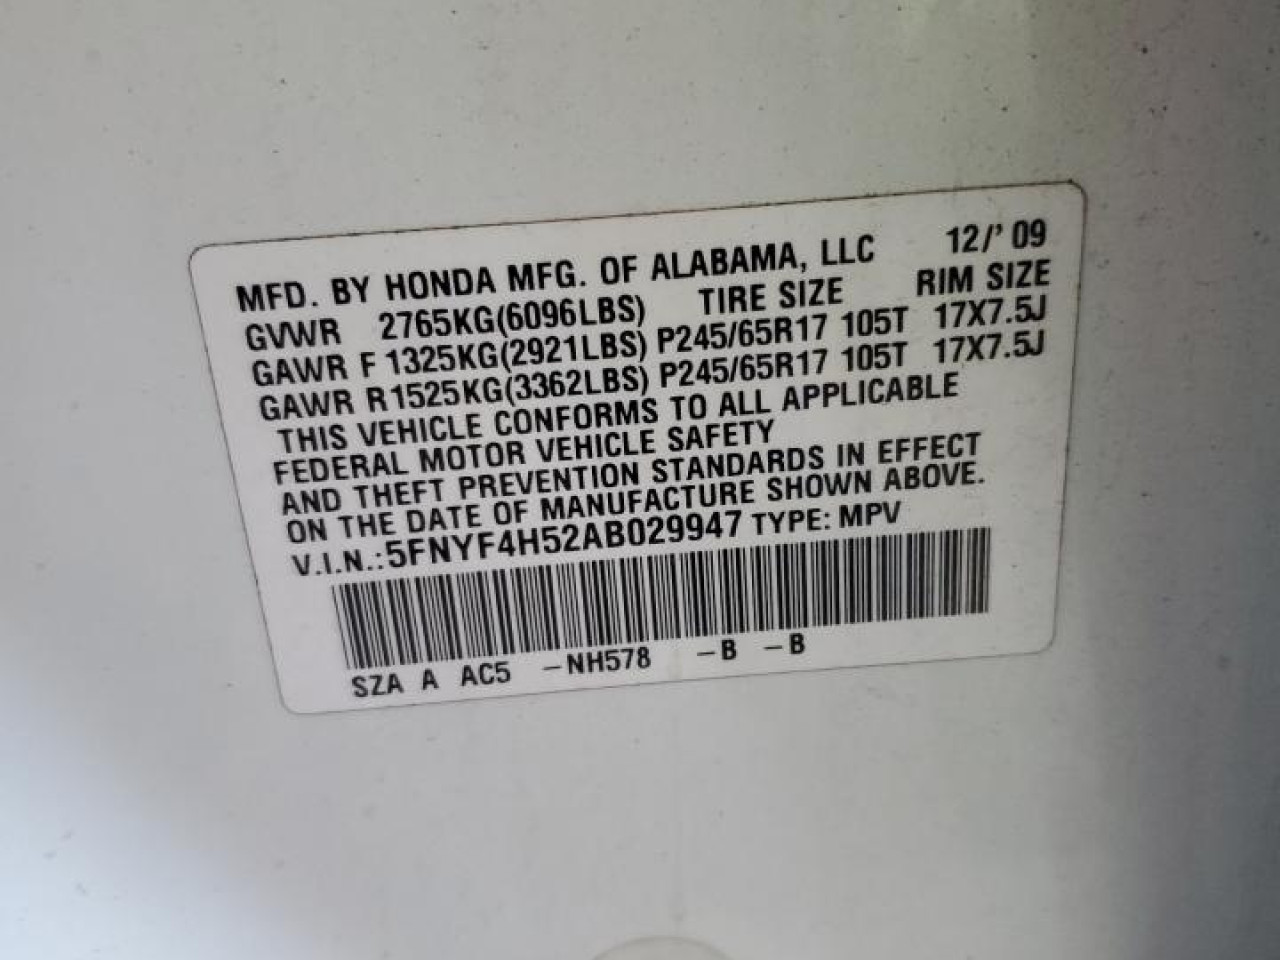 MFD. BY HONDA MFG. OF ALABAMA, LLC 12/' 09
GVWR 2765KG(6096LBS) TIRE SIZE RIM SIZE
GAWR F 1325KG(2921LBS) P245/65R17 105T 17X7.5J
GAWR R 1525KG(3362LBS) P245/65R17 105T 17X7.5J
THIS VEHICLE CONFORMS TO ALL APPLICABLE
FEDERAL MOTOR VEHICLE SAFETY
AND THEFT PREVENTION STANDARDS IN EFFECT
ON THE DATE OF MANUFACTURE SHOWN ABOVE.
V.I.N.: 5FNYF4H52AB029947 TYPE: MPV
SZA A AC5 –NH578 –B –B